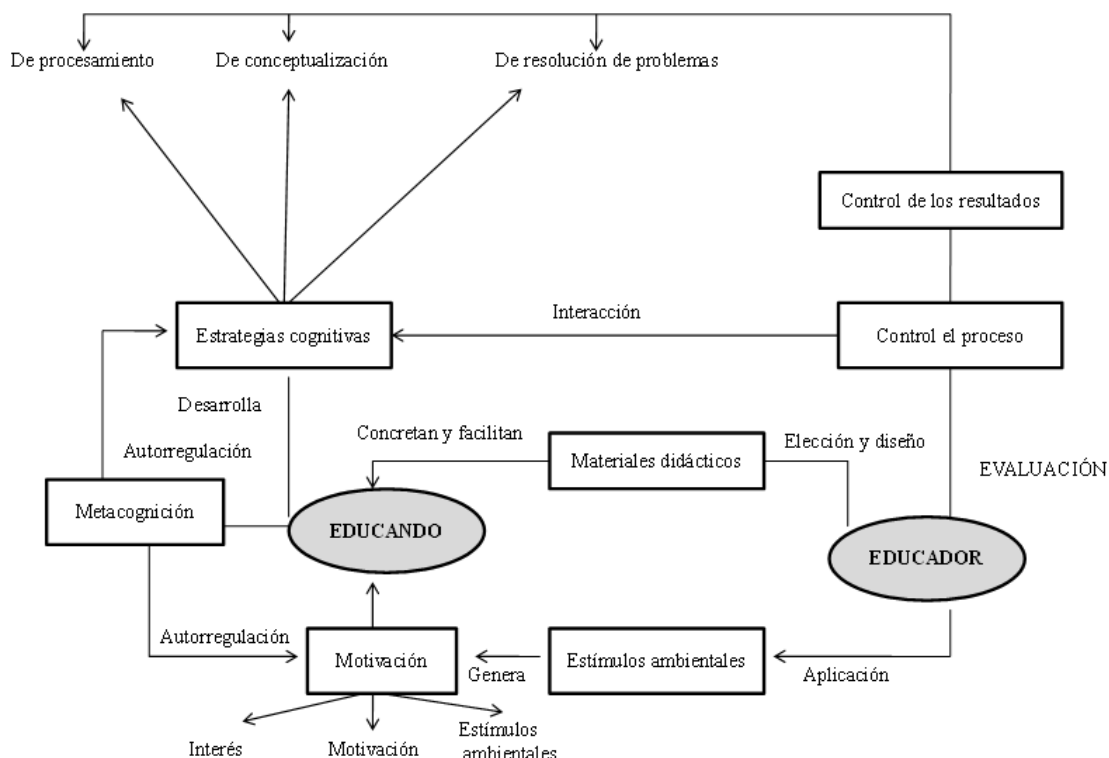 De procesamiento
De conceptualización
De resolución de problemas
Control de los resultados
Interacción
Estrategias cognitivas
Control el proceso
Desarrolla
Concretan y facilitan
Elección y diseño
Autorregulación
Materiales didácticos
EVALUACIÓN
Metacognición
EDUCANDO
EDUCADOR
Autorregulación
Motivación
Genera
Estímulos ambientales
Aplicación
Interés
Motivación
Estímulos
ambientales